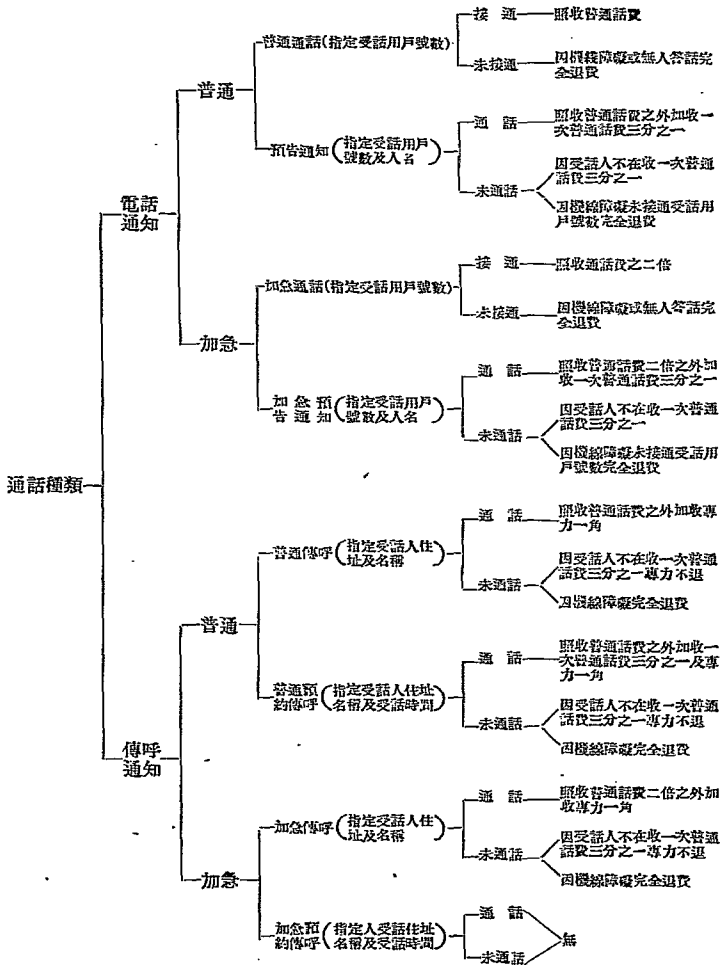 通話種類
電話
通知
普通
普通通話(指定受話用戶號數)
接通
照收普通話費
未接通
因機綫障礙或無人答話完
全退費
預告通知(指定受話用戶
號數及人名)
通話
照收普通話費之外加收一
次普通話費三分之一
未通話
因受話人不在收一次普通
話費三分之一
因機線障礙未接通受話用
戶號數完全退費
加急
加急通話(指定受話用戶號數)
接通
照收通話費之二倍
未接通
因機線障礙或無人答話完
全退費
加急預
告通知(指定受話用戶
號數及人名)
通話
照收普通話費二倍之外加
收一次普通話費三分之一
未通話
因受話人不在收一次普通
話費三分之一
因機線障礙未接通受話用
戶號數完全退費
傳呼
通知
普通
普通傳呼(指定受話人住
址及名稱)
通話
照收普通話費之外加收專
力一角
未通話
因受話人不在收一次普通
話費三分之一專力不退
因機線障礙完全退費
普通預
約傳呼(指定受話人住址
名稱及受話時間)
通話
照收普通話費之外加收一
次普通話費三分之一及專
力一角
未通話
因受話人不在收一次普通
話費三分之一專力不退
因機線障礙完全退費
加急
加急傳呼(指定受話人住
址及名稱)
通話
照收普通話費二倍之外加
收專力一角
未通話
因受話人不在收一次普通
話費三分之一專力不退
因機線障礙完全退費
加急預
約傳呼(指定人受話住址
名稱及受話時間)
通話
未通話
無